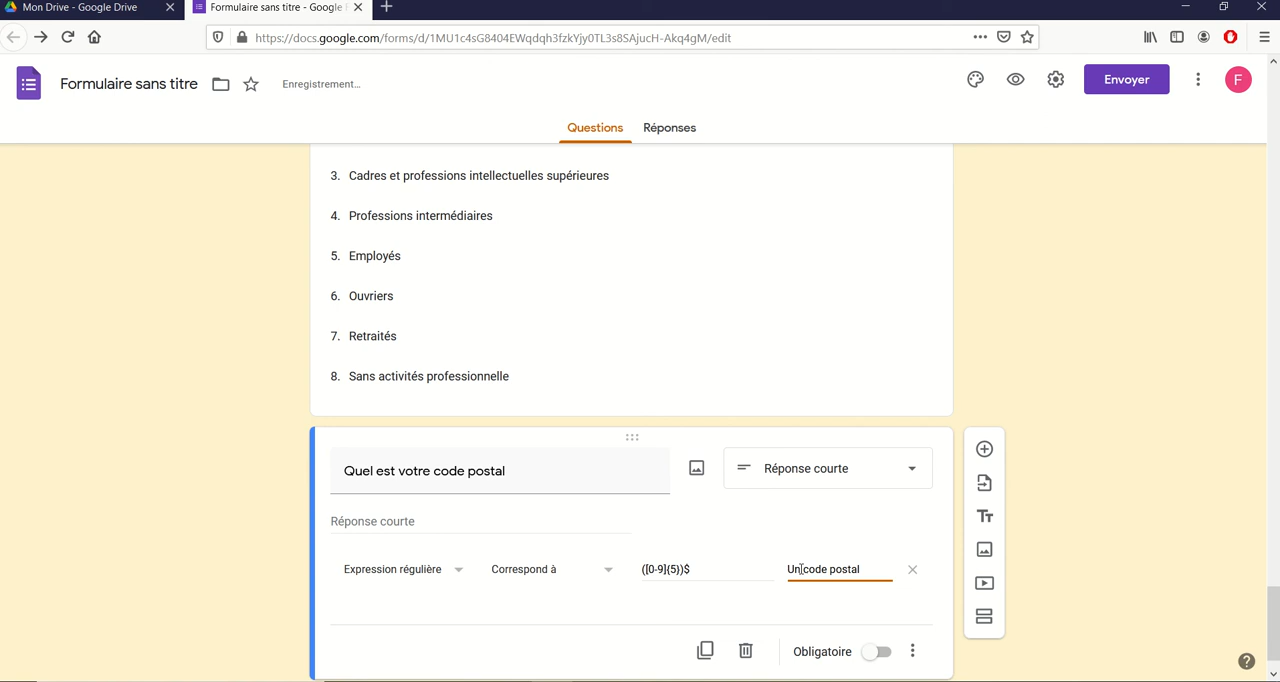 Mon Drive - Google Drive
Formulaire sans titre - Google F
https://docs.google.com/forms/d/1MU1c4sG8404EWqdqh3fzkYjy0TL3s8SAjucH-Akq4gM/edit
Formulaire sans titre
Enregistrement…
Envoyer
F
Questions
Réponses
3. Cadres et professions intellectuelles supérieures
4. Professions intermédiaires
5. Employés
6. Ouvriers
7. Retraités
8. Sans activités professionnelle
Quel est votre code postal
Réponse courte
Réponse courte
Expression régulière
Correspond à
([0-9]{5})$
Un code postal
Obligatoire